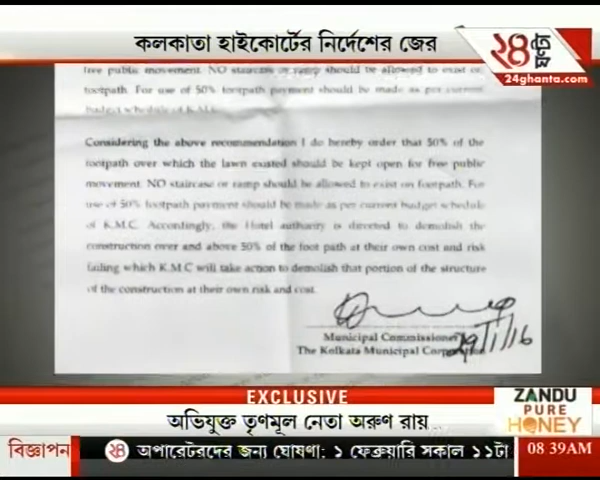 কলকাতা হাইকোর্টের নির্দেশের জের
২৪ ঘণ্টা
24ghanta.com
free public movement. NO staircase or ramp should be allowed to exist on
footpath. For use of 50% footpath payment should be made as per current
budget schedule of K.M.C.
Considering the above recommendation I do hereby order that 50% of the
footpath over which the lawn existed should be kept open for free public
movement. NO staircase or ramp should be allowed to exist on footpath. For
use of 50% footpath payment should be made as per current budget schedule
of K.M.C. Accordingly, the Hotel authority is directed to demolish the
construction over and above 50% of the foot path at their own cost and risk
failing which K.M.C will take action to demolish that portion of the structure
of the construction at their own risk and cost.
Municipal Commissioner
29/1/16
The Kolkata Municipal Corporation
EXCLUSIVE
অভিযুক্ত তৃণমূল নেতা অরুণ রায়
ZANDU
PURE
HONEY
বিজ্ঞাপন
২৪ অপারেটরদের জন্য ঘোষণা: ১ ফেব্রুয়ারি সকাল ১১টা
08:39AM